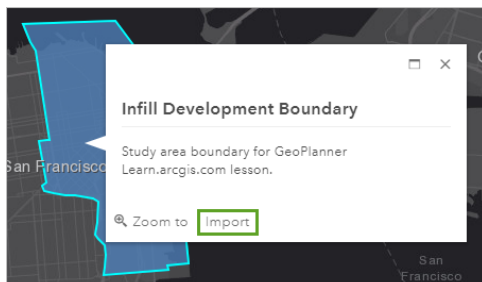 Infill Development Boundary
Study area boundary for GeoPlanner
Learn.arcgis.com lesson.
San Francisco
Zoom to Import
San
Francisco